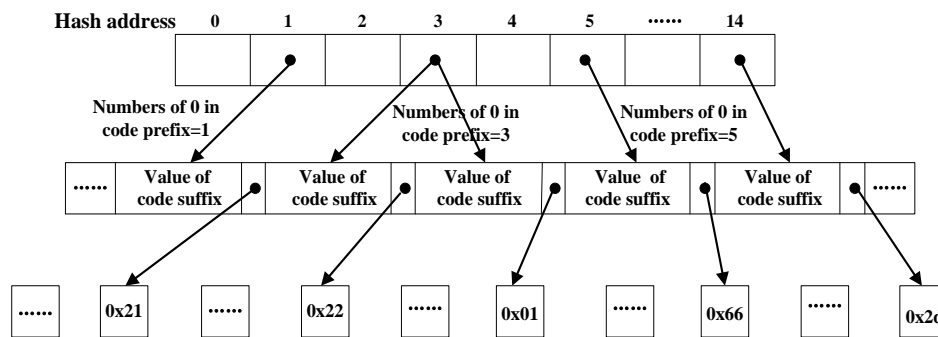 Hash address 0 1 2 3 4 5 ...... 14
Numbers of 0 in
code prefix=1
Numbers of 0 in
code prefix=3
Numbers of 0 in
code prefix=5
...... Value of
code suffix
Value of
code suffix
Value of
code suffix
Value of
code suffix
Value of
code suffix ......
...... 0x21 ...... 0x22 ...... 0x01 ...... 0x66 ......